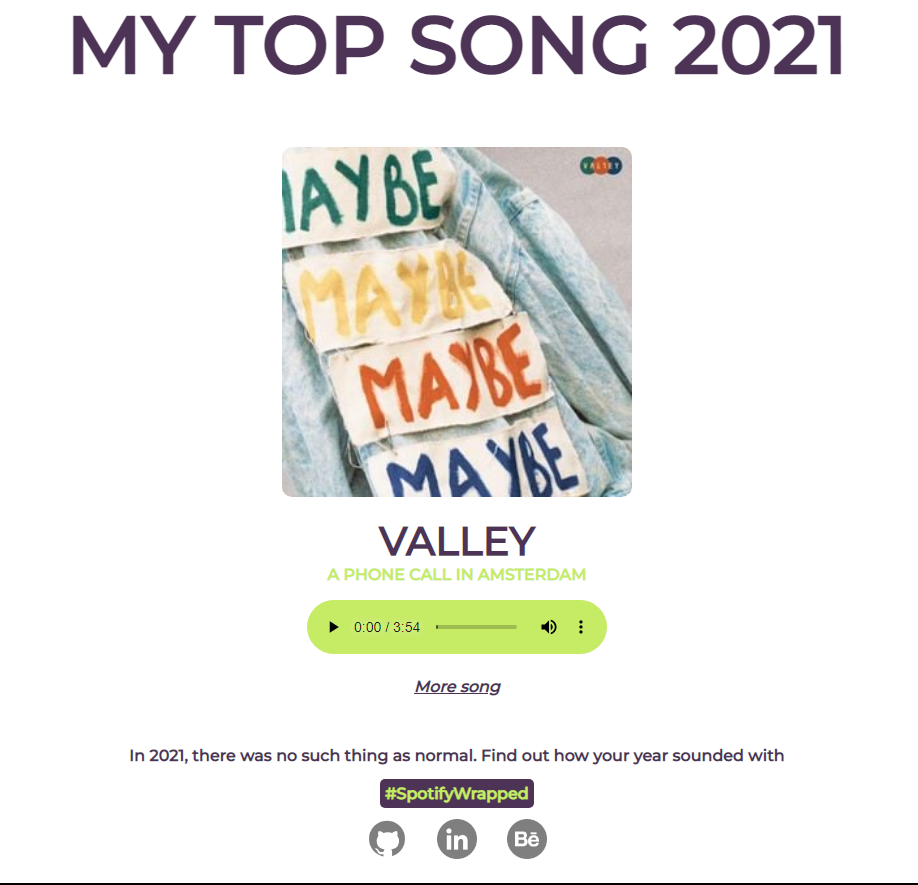 MY TOP SONG 2021
VALLEY
MAYBE
MAYBE
MAYBE
MAYBE
VALLEY
A PHONE CALL IN AMSTERDAM
0:00 / 3:54
More song
In 2021, there was no such thing as normal. Find out how your year sounded with
#SpotifyWrapped
in
Bē